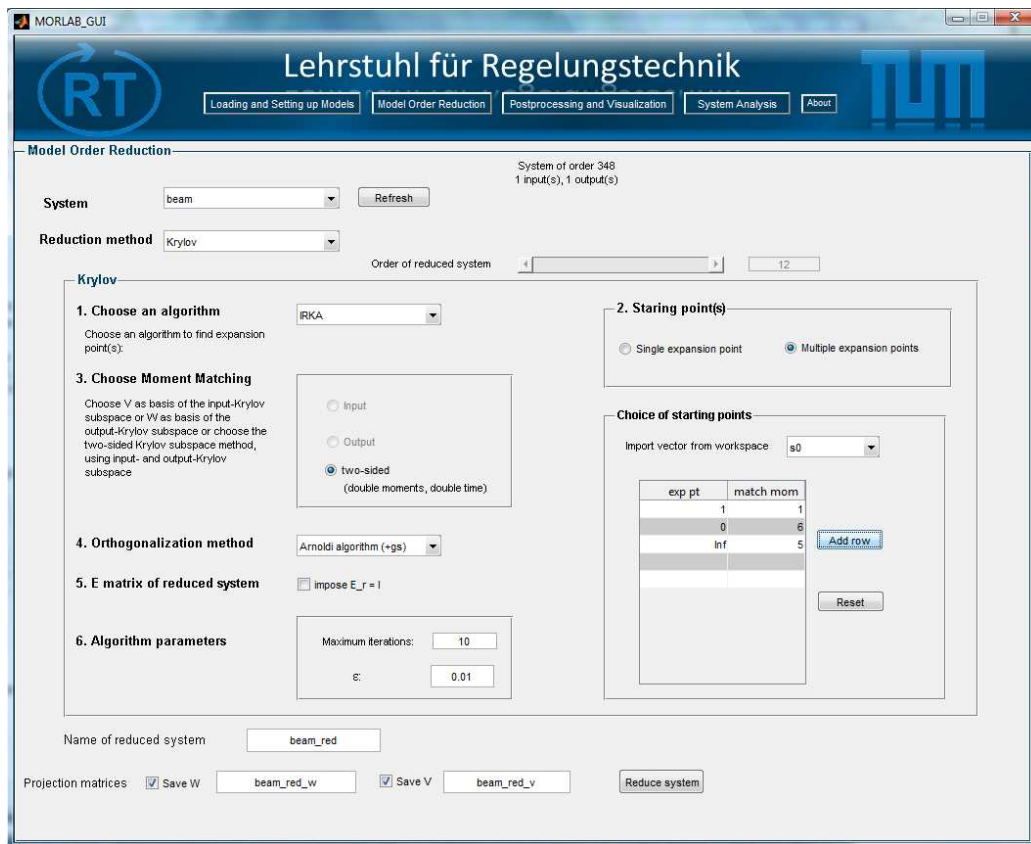 MORLAB_GUI
RT
Lehrstuhl für Regelungstechnik
TUM
Loading and Setting up Models
Model Order Reduction
Postprocessing and Visualization
System Analysis
About
Model Order Reduction
System of order 348
1 input(s), 1 output(s)
System
beam
Refresh
Reduction method
Krylov
Order of reduced system
12
Krylov
1. Choose an algorithm
IRKA
Choose an algorithm to find expansion
point(s):
2. Staring point(s)
Single expansion point
Multiple expansion points
3. Choose Moment Matching
Choose V as basis of the input-Krylov
subspace or W as basis of the
output-Krylov subspace or choose the
two-sided Krylov subspace method,
using input- and output-Krylov
subspace
Input
Output
two-sided
(double moments, double time)
Choice of starting points
Import vector from workspace
s0
exp pt match mom
1 1
0 6
Inf 5
Add row
Reset
4. Orthogonalization method
Arnoldi algorithm (+gs)
5. E matrix of reduced system
impose E_r = I
6. Algorithm parameters
Maximum iterations:
10
ε:
0.01
Name of reduced system
beam_red
Projection matrices
Save W
beam_red_w
Save V
beam_red_v
Reduce system